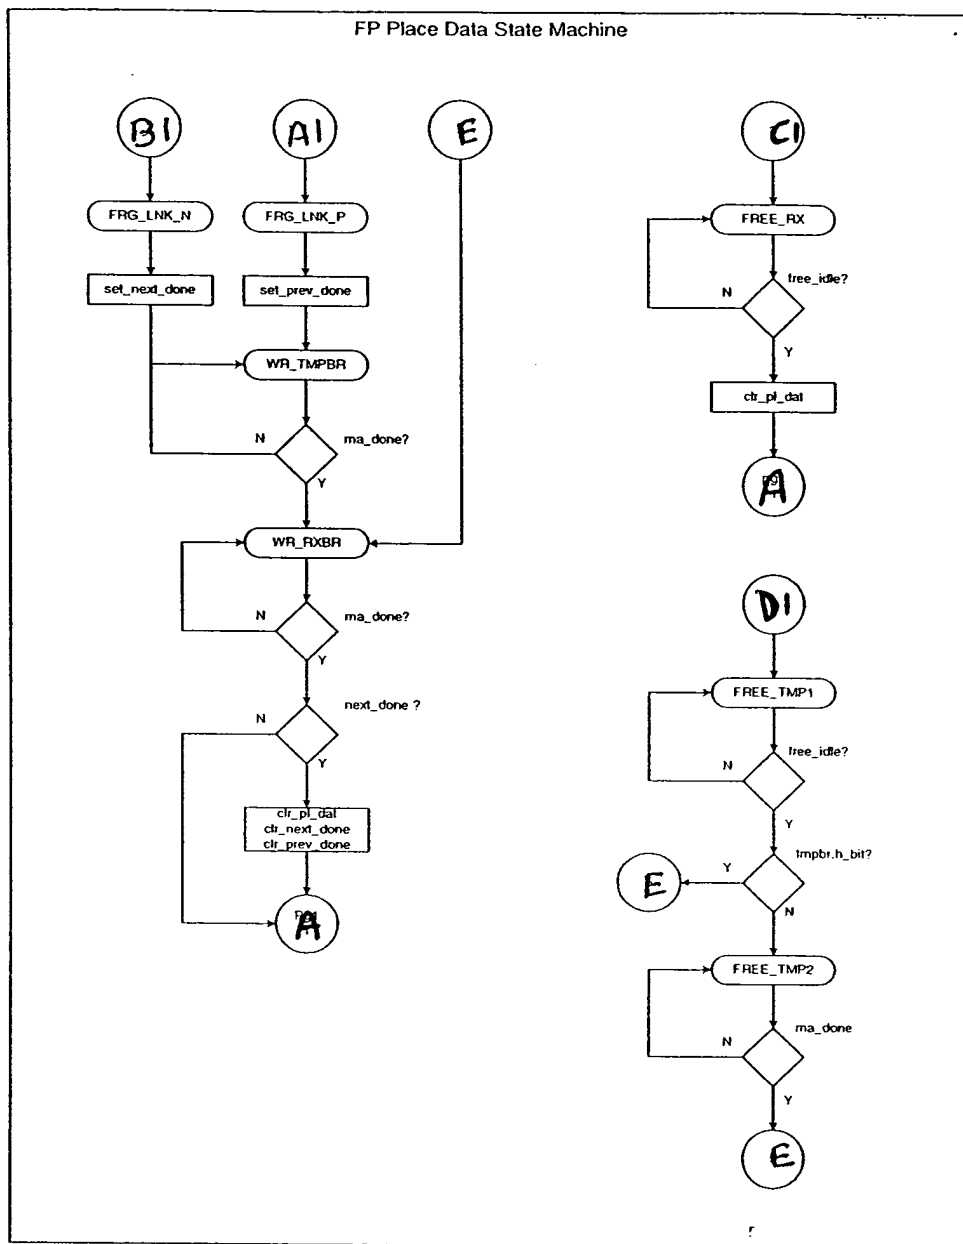 FP Place Data State Machine
B1
A1
E
C1
FRG_LNK_N
FRG_LNK_P
FREE_RX
set_next_done
set_prev_done
free_idle?
N
Y
WR_TMPBR
clr_pl_dat
N
ma_done?
Y
A
WR_RXBR
D1
N
ma_done?
Y
FREE_TMP1
next_done ?
N
Y
free_idle?
N
Y
clr_pl_dat
clr_next_done
clr_prev_done
tmpbr.h_bit?
Y
E
N
A
FREE_TMP2
ma_done
N
Y
E